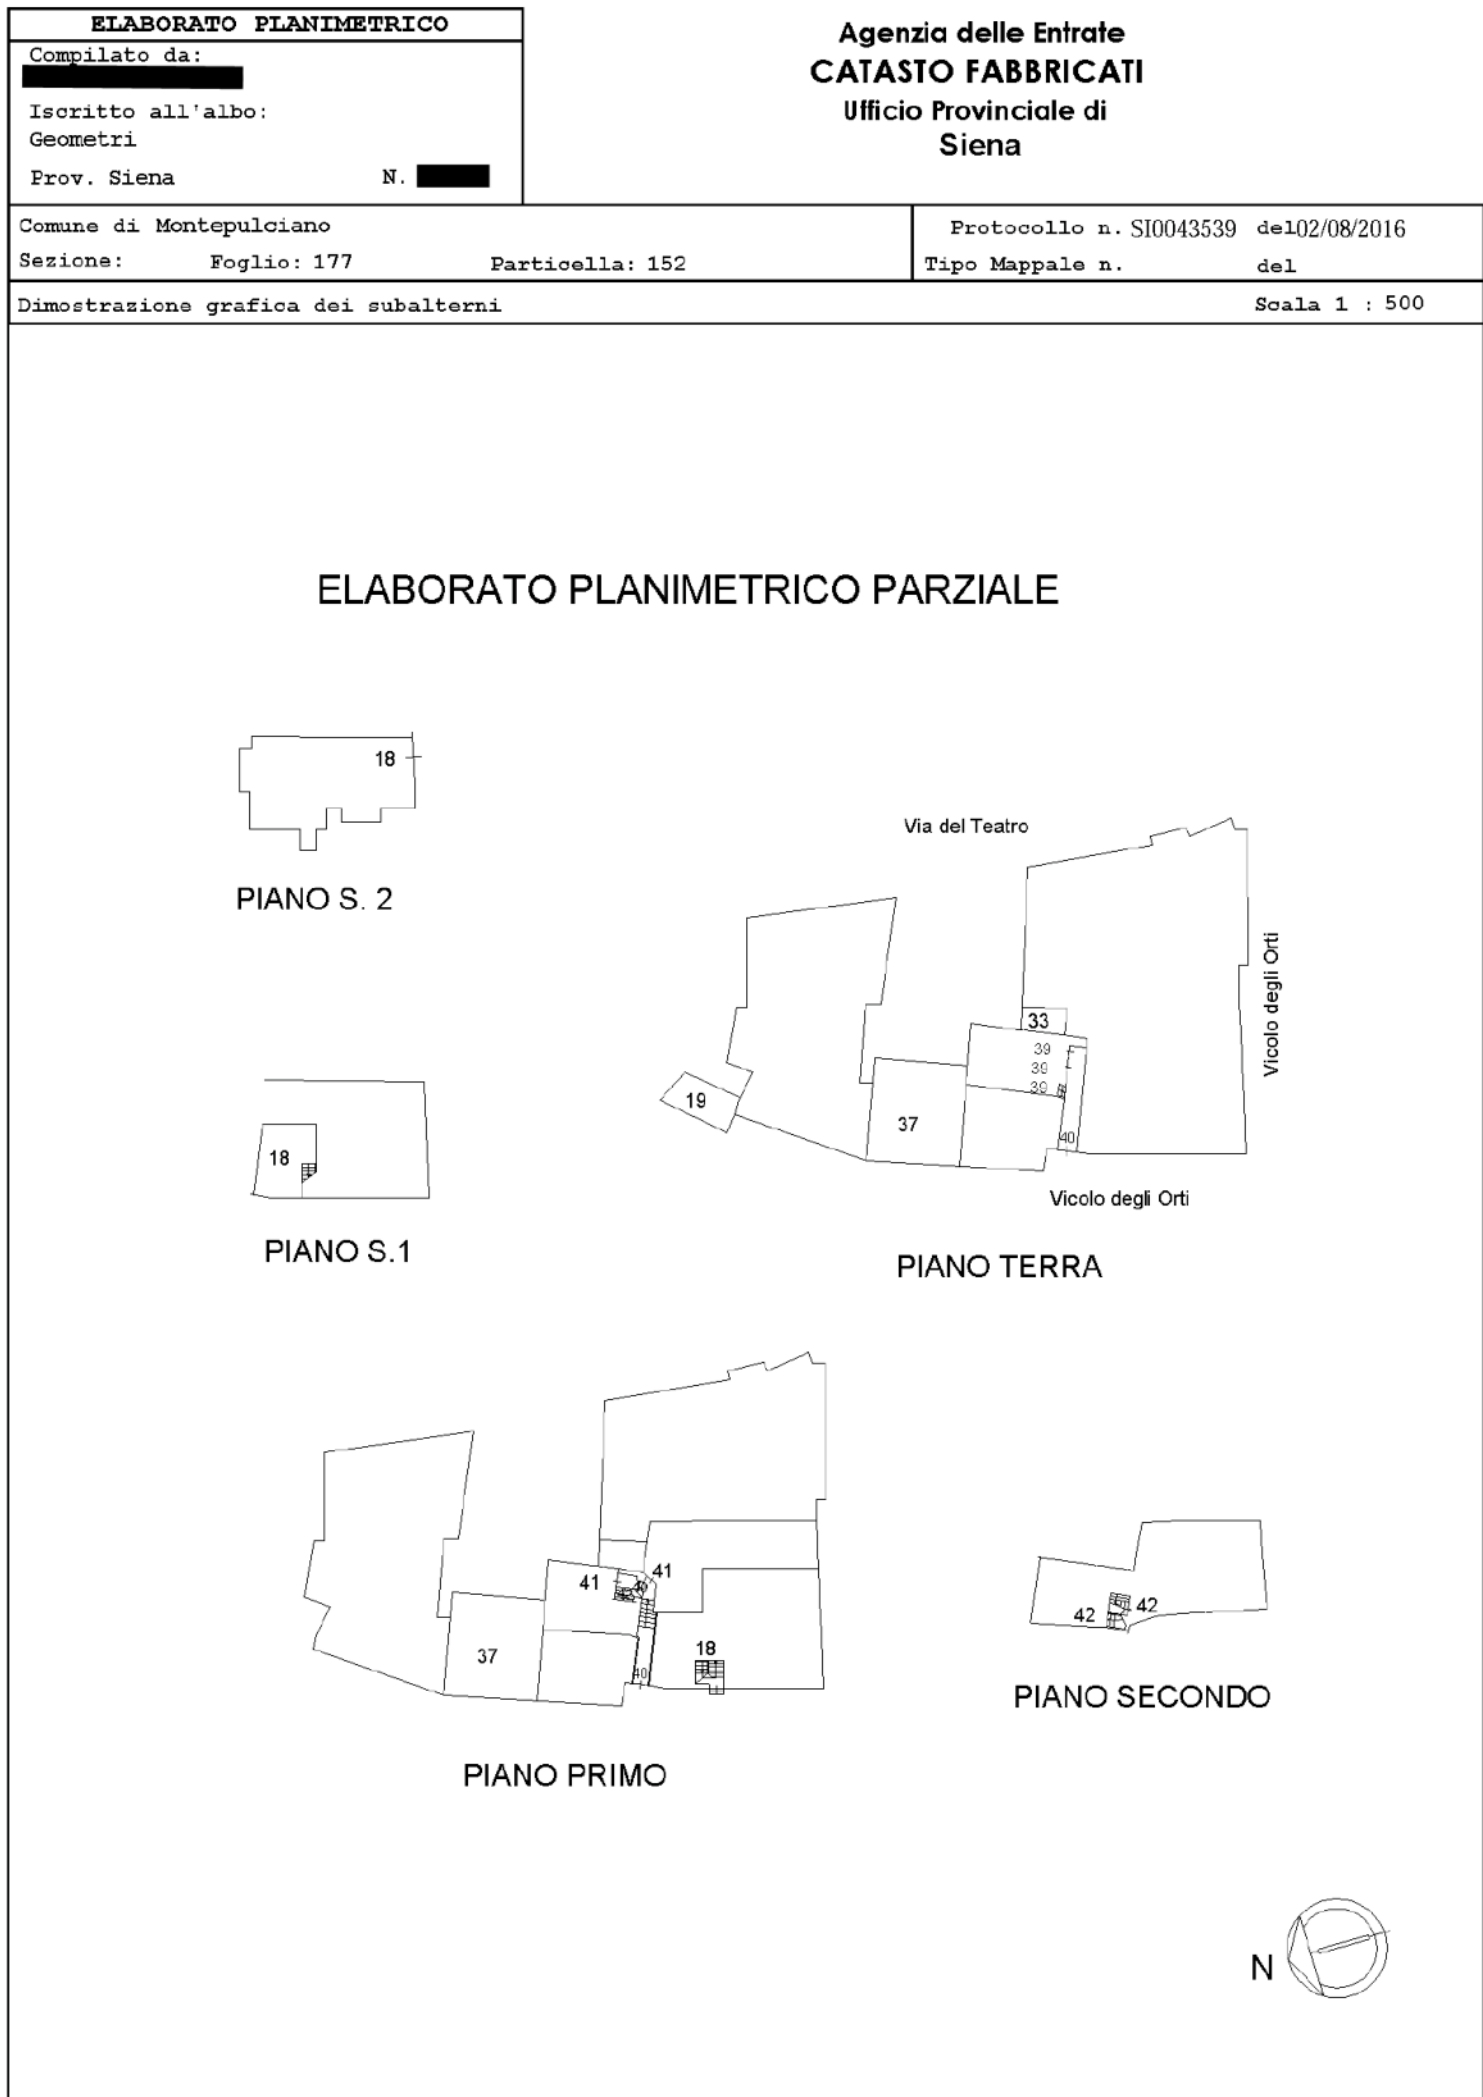 ELABORATO PLANIMETRICO
Compilato da:
Iscritto all'albo:
Geometri
Prov. Siena N.
Agenzia delle Entrate
CATASTO FABBRICATI
Ufficio Provinciale di
Siena
Comune di Montepulciano
Sezione: Foglio: 177 Particella: 152
Protocollo n. SI0043539 del 02/08/2016
Tipo Mappale n. del
Dimostrazione grafica dei subalterni Scala 1 : 500
ELABORATO PLANIMETRICO PARZIALE
18
PIANO S. 2
18
PIANO S.1
Via del Teatro
Vicolo degli Orti
33
39
39
39
19
37
40
Vicolo degli Orti
PIANO TERRA
41
41
40
37
18
40
PIANO PRIMO
42
42
PIANO SECONDO
N